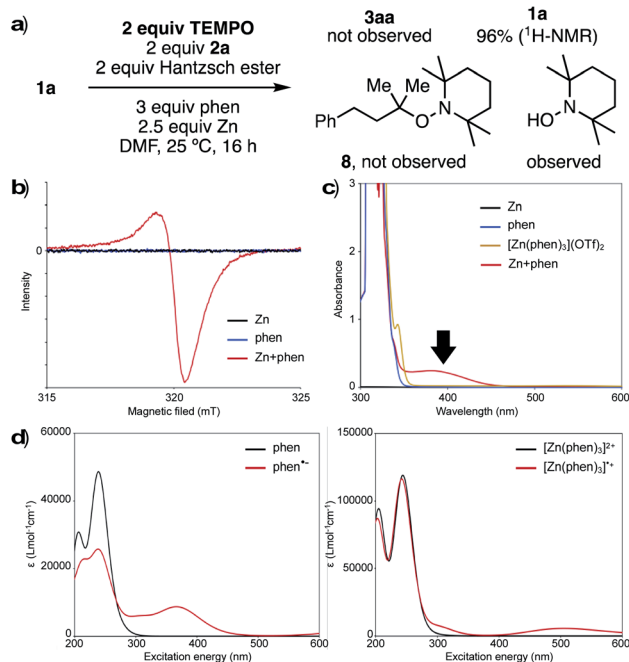 a)
2 equiv TEMPO
2 equiv 2a
2 equiv Hantzsch ester
1a
3 equiv phen
2.5 equiv Zn
DMF, 25 ºC, 16 h
3aa
not observed
1a
96% (¹H-NMR)
Me
Me
Ph
O
N
Me
Me
HO
N
8, not observed
observed
b)
Intensity
0
Zn
phen
Zn+phen
315 320 325
Magnetic filed (mT)
c)
Absorbance
3
2
1
0
Zn
phen
[Zn(phen)₃](OTf)₂
Zn+phen
300 400 500 600
Wavelength (nm)
d)
ε (Lmol⁻¹cm⁻¹)
60000
40000
20000
0
phen
phen•−
200 300 400 500 600
Excitation energy (nm)
ε (Lmol⁻¹cm⁻¹)
150000
100000
50000
0
[Zn(phen)₃]²⁺
[Zn(phen)₃]•⁺
200 300 400 500 600
Excitation energy (nm)